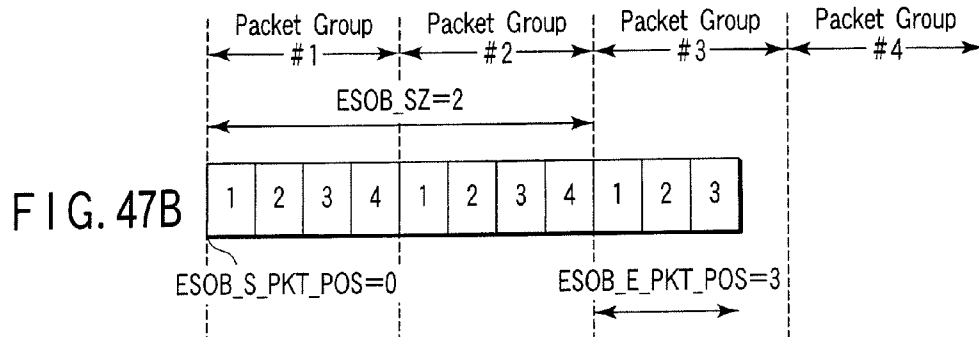 Packet Group Packet Group Packet Group Packet Group
#1 #2 #3 #4
ESOB_SZ=2
FIG. 47B
1 2 3 4 1 2 3 4 1 2 3
ESOB_S_PKT_POS=0 ESOB_E_PKT_POS=3